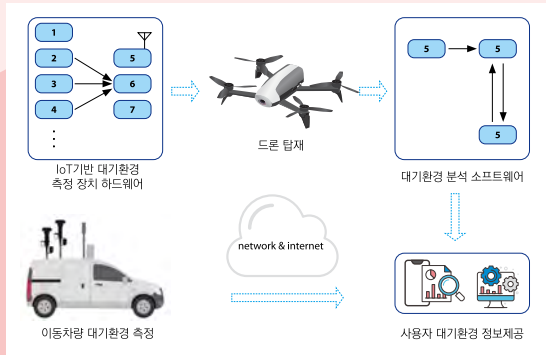 1
2
3
4
5
6
7
IoT기반 대기환경
측정 장치 하드웨어
드론 탑재
5
5
5
대기환경 분석 소프트웨어
network & internet
이동차량 대기환경 측정
사용자 대기환경 정보제공